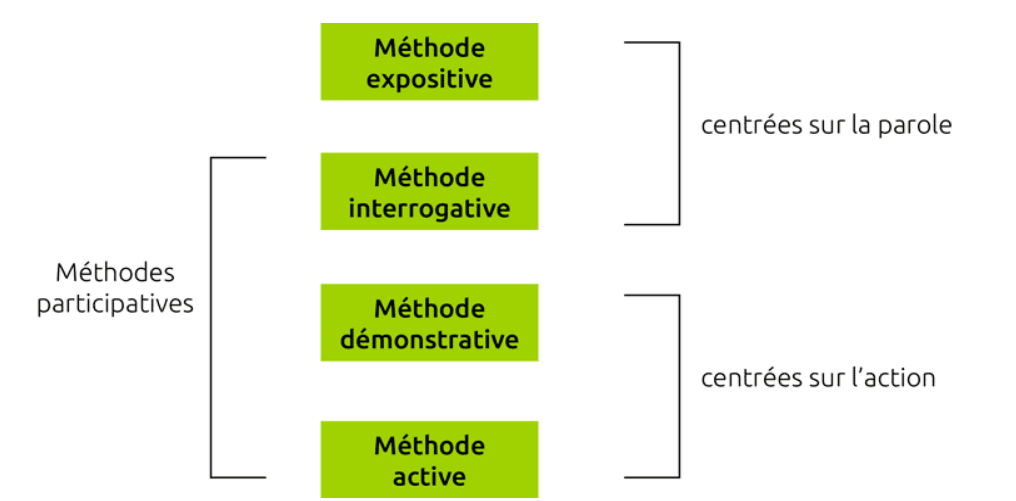 Méthode
expositive
centrées sur la parole
Méthode
interrogative
Méthodes
participatives
Méthode
démonstrative
centrées sur l’action
Méthode
active